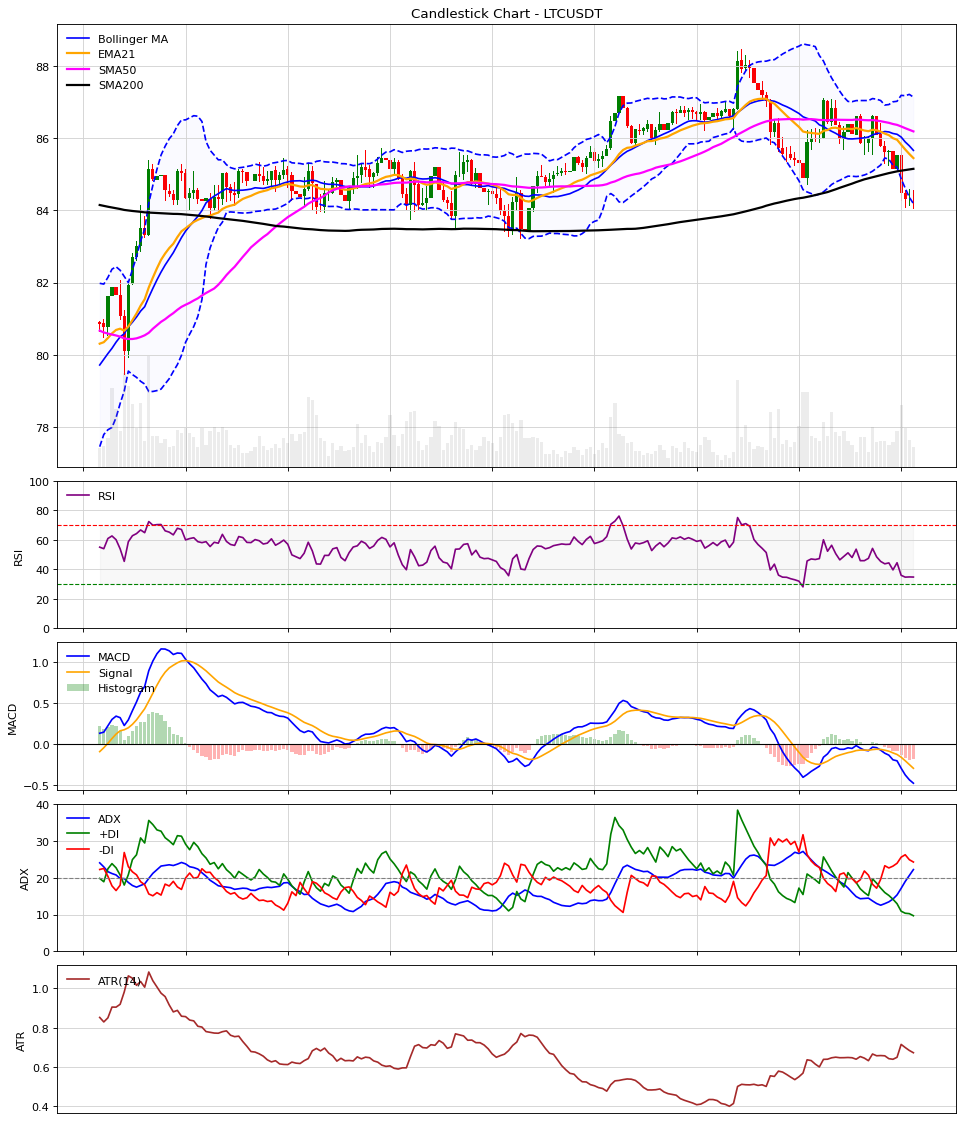 Candlestick Chart - LTCUSDT
Bollinger MA
EMA21
SMA50
SMA200
88
86
84
82
80
78
RSI
100
80
60
40
20
0
RSI
MACD
Signal
Histogram
1.0
0.5
0.0
−0.5
MACD
ADX
+DI
-DI
40
30
20
10
0
ADX
ATR(14)
1.0
0.8
0.6
0.4
ATR